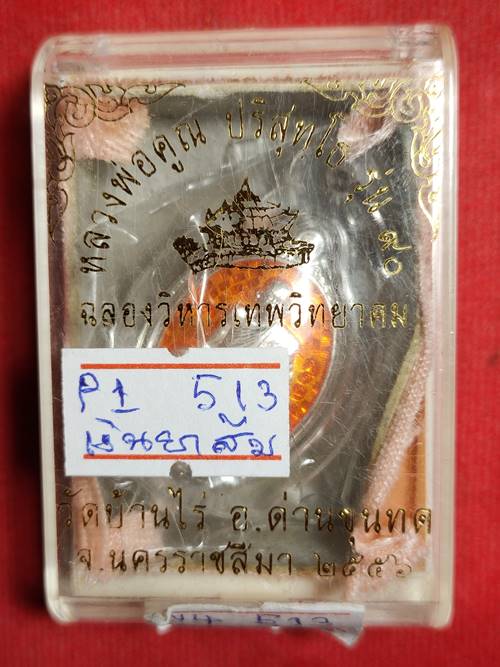 หลวงพ่อคูณ ปริสุทฺโธ รุ่น ๙๐
ฉลองวิหารเทพวิทยาคม
P1 513
เงินยาส้ม
วัดบ้านไร่ อ.ด่านขุนทด
จ.นครราชสีมา ๒๕๕๖
513